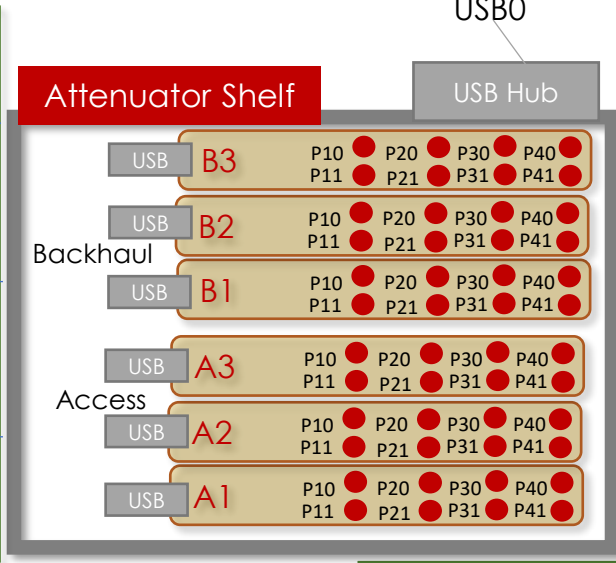 USB0
Attenuator Shelf
USB Hub
USB B3 P10 P20 P30 P40
P11 P21 P31 P41
USB B2 P10 P20 P30 P40
P11 P21 P31 P41
Backhaul
USB B1 P10 P20 P30 P40
P11 P21 P31 P41
USB A3 P10 P20 P30 P40
P11 P21 P31 P41
Access
USB A2 P10 P20 P30 P40
P11 P21 P31 P41
USB A1 P10 P20 P30 P40
P11 P21 P31 P41